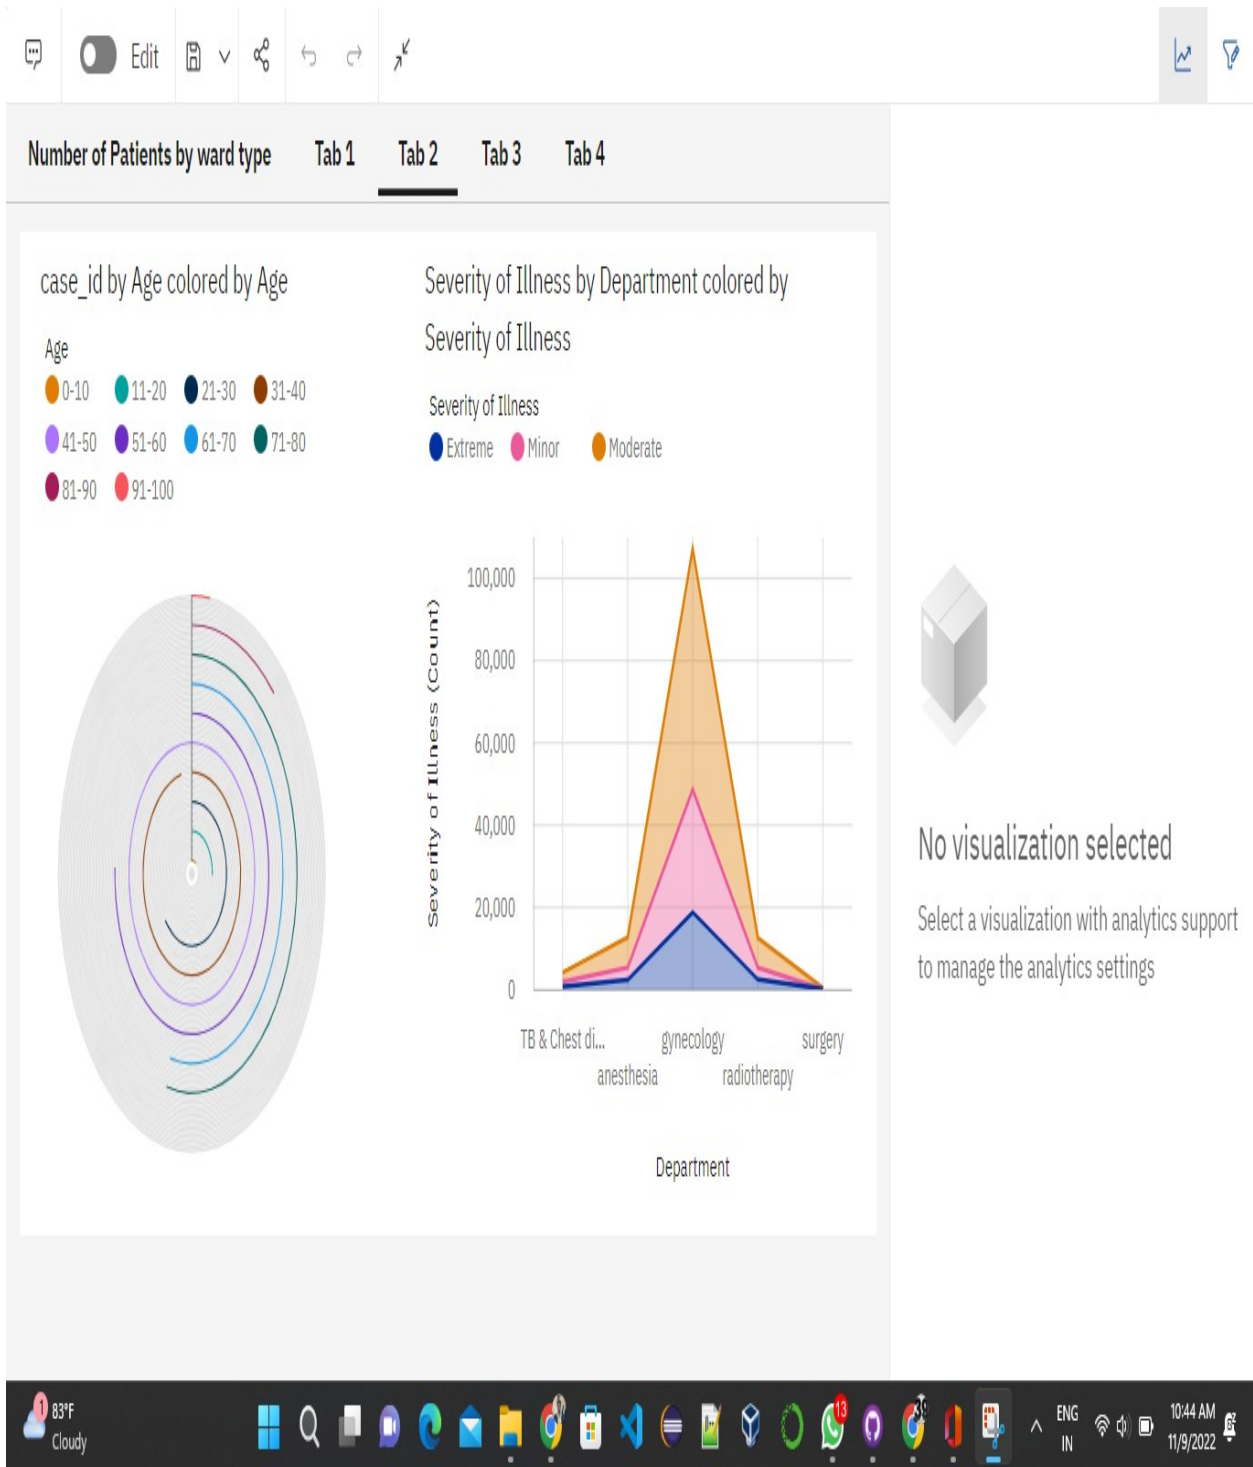 Edit
Number of Patients by ward type Tab 1 Tab 2 Tab 3 Tab 4
case_id by Age colored by Age
Age
0-10 11-20 21-30 31-40
41-50 51-60 61-70 71-80
81-90 91-100
Severity of Illness by Department colored by
Severity of Illness
Severity of Illness
Extreme Minor Moderate
Severity of Illness (Count)
100,000
80,000
60,000
40,000
20,000
0
TB & Chest di... gynecology surgery
anesthesia radiotherapy
Department
No visualization selected
Select a visualization with analytics support
to manage the analytics settings
1 83°F
Cloudy
13
ENG
IN
10:44 AM
11/9/2022